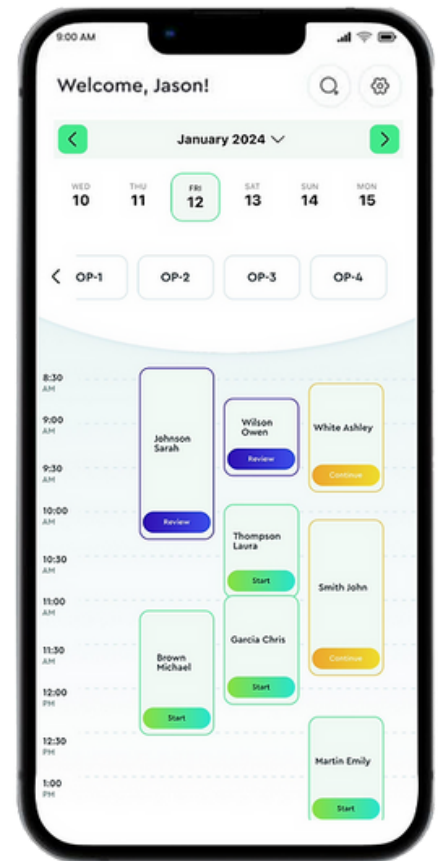 9:00 AM
Welcome, Jason!
January 2024
WED THU FRI SAT SUN MON
10 11 12 13 14 15
OP-1 OP-2 OP-3 OP-4
8:30
AM
9:00
AM
Johnson
Sarah
Wilson
Owen
White Ashley
Review
9:30
AM
Continue
10:00
AM
Review
Thompson
Laura
10:30
AM
Start
Smith John
11:00
AM
Garcia Chris
11:30
AM
Brown
Michael
Continue
12:00
PM
Start
Start
12:30
PM
Martin Emily
1:00
PM
Start